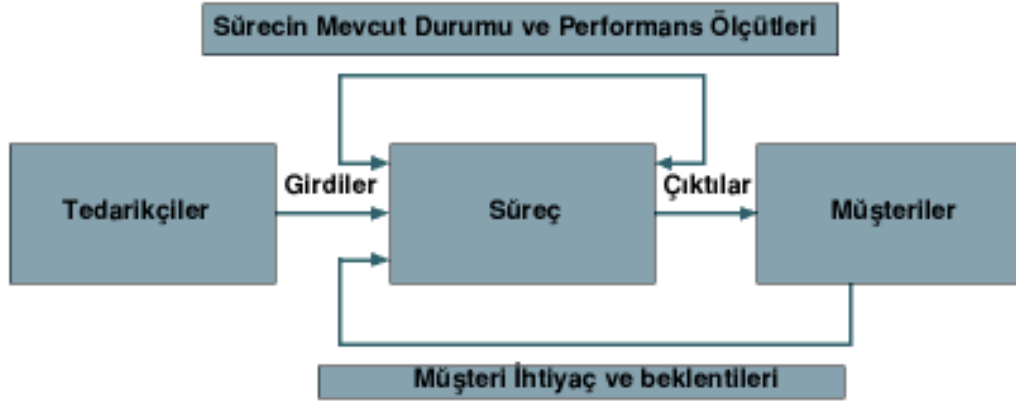 Sürecin Mevcut Durumu ve Performans Ölçütleri
Girdiler
Çıktılar
Tedarikçiler
Süreç
Müşteriler
Müşteri İhtiyaç ve beklentileri